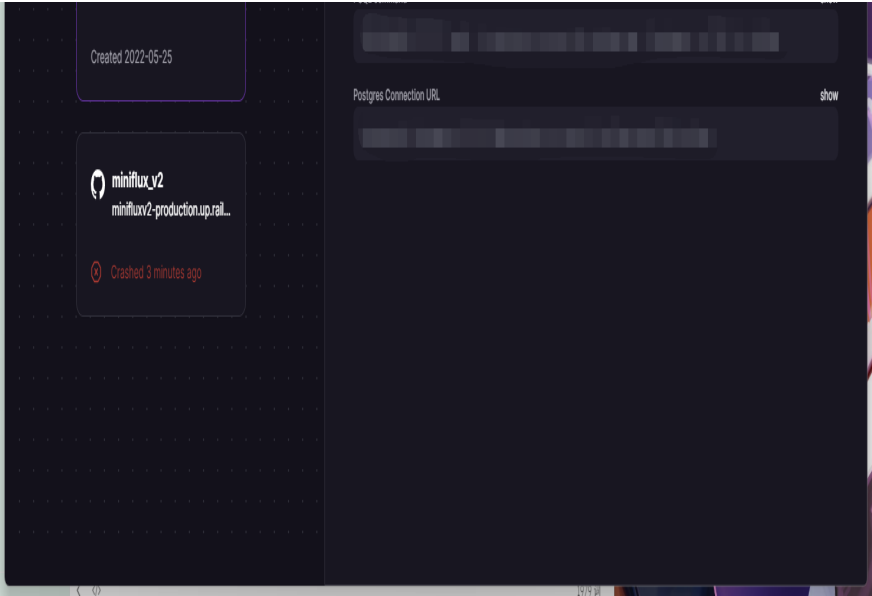 Created 2022-05-25
Postgres Connection URL
show
miniflux_v2
minifluxv2-production.up.rail...
Crashed 3 minutes ago